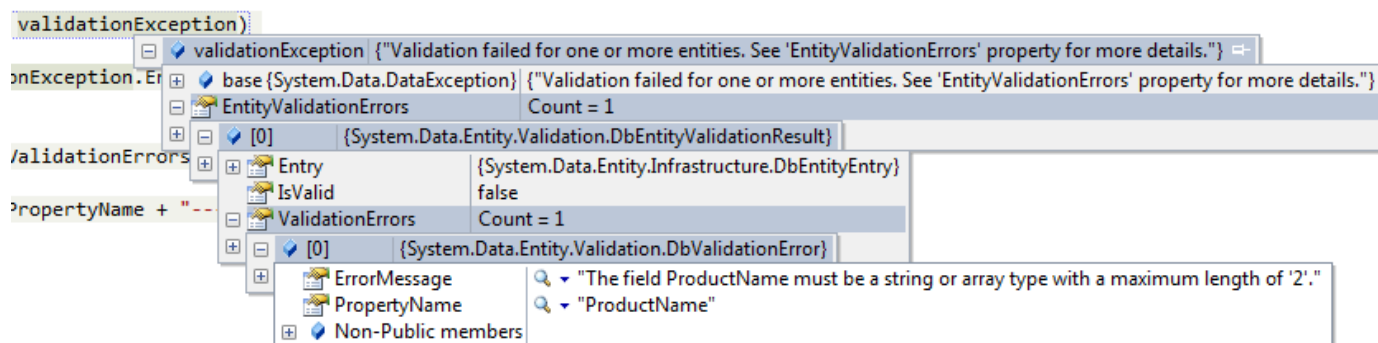 validationException)
validationException {"Validation failed for one or more entities. See 'EntityValidationErrors' property for more details."}
onException.Er
base {System.Data.DataException} {"Validation failed for one or more entities. See 'EntityValidationErrors' property for more details."}
EntityValidationErrors Count = 1
[0] {System.Data.Entity.Validation.DbEntityValidationResult}
ValidationErrors
Entry {System.Data.Entity.Infrastructure.DbEntityEntry}
IsValid false
PropertyName + "---
ValidationErrors Count = 1
[0] {System.Data.Entity.Validation.DbValidationError}
ErrorMessage "The field ProductName must be a string or array type with a maximum length of '2'."
PropertyName "ProductName"
Non-Public members